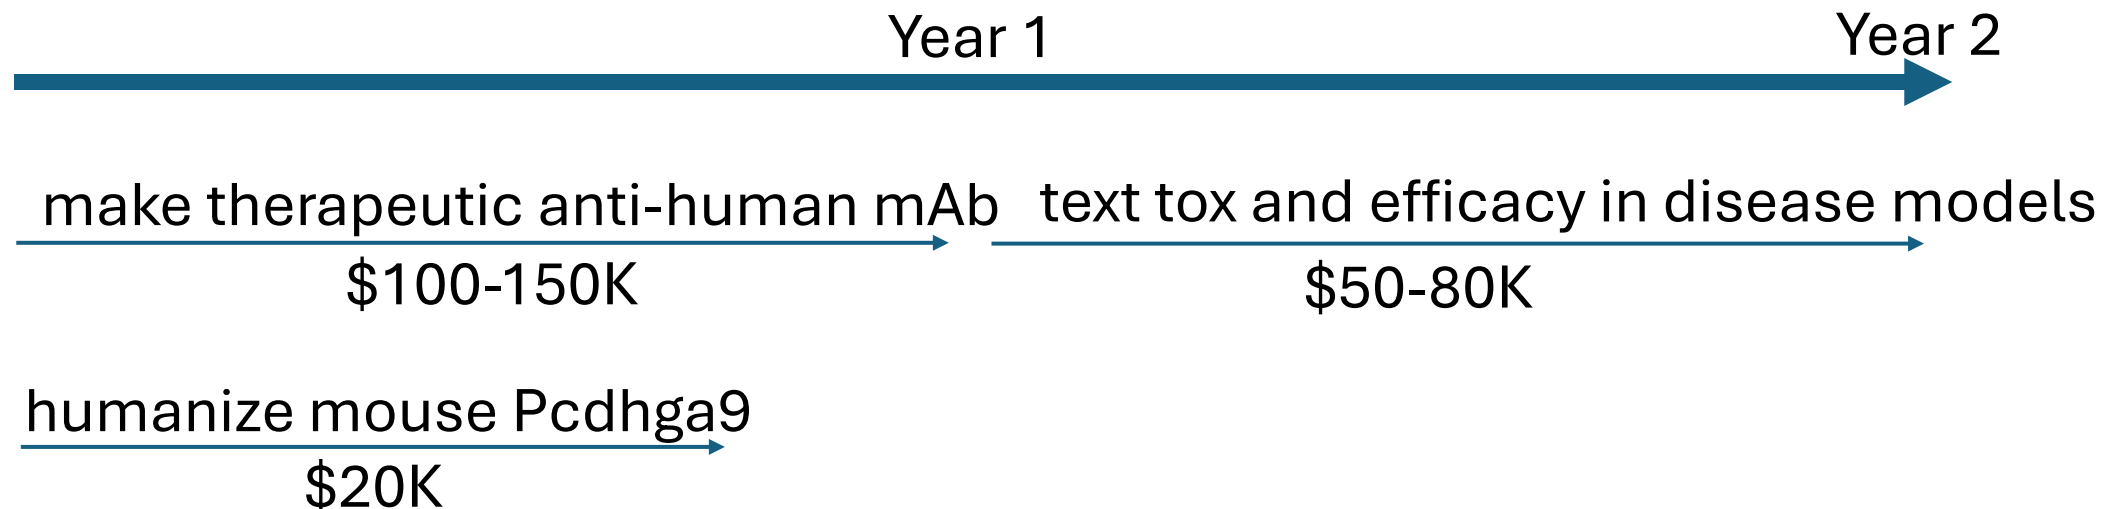 Year 1
Year 2
make therapeutic anti-human mAb
text tox and efficacy in disease models
$100-150K
$50-80K
humanize mouse Pcdhga9
$20K